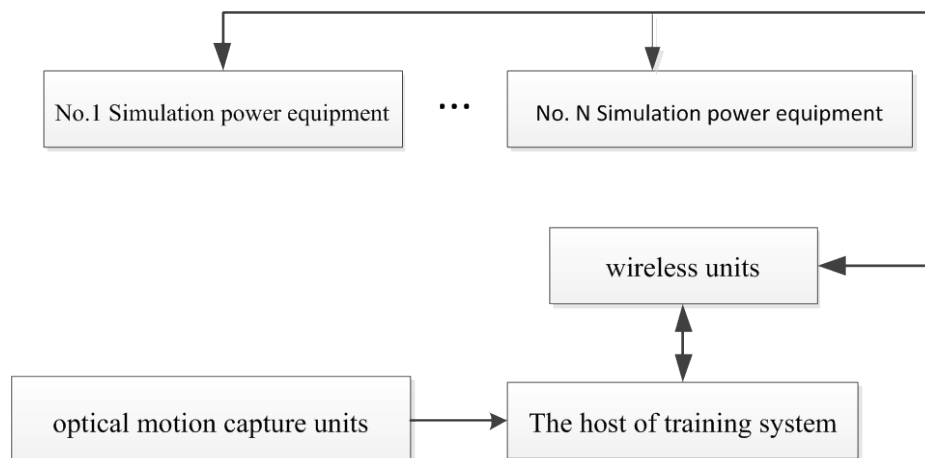 No.1 Simulation power equipment
...
No. N Simulation power equipment
wireless units
optical motion capture units
The host of training system